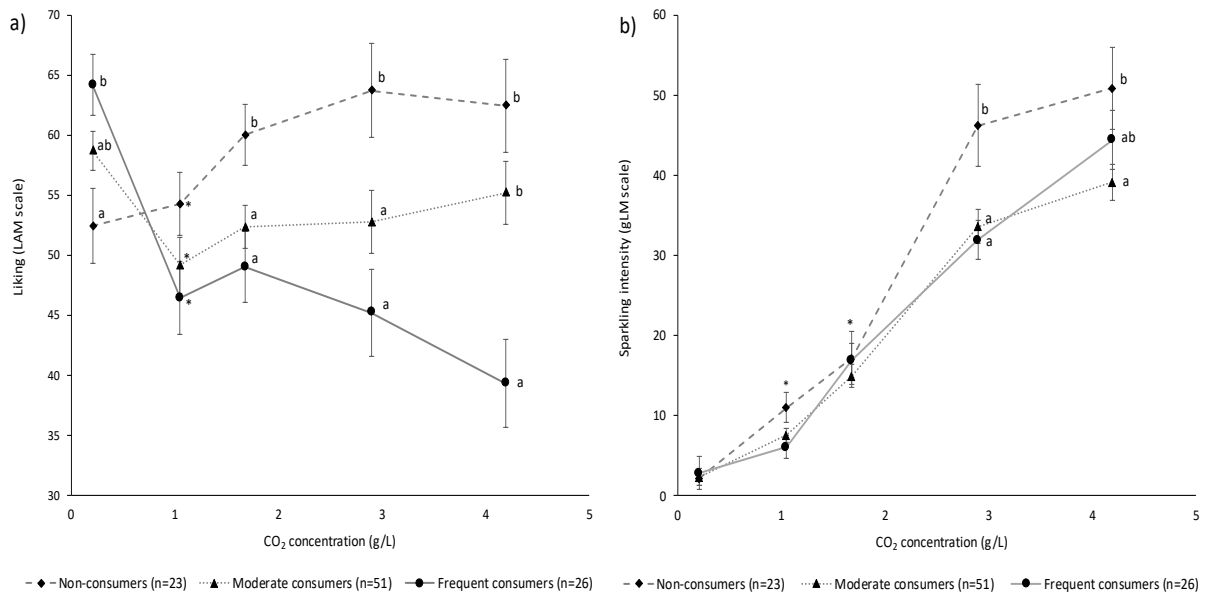 a)
70
65
60
55
50
45
40
35
30
Liking (LAM scale)
b
ab
a
*
*
*
b
a
a
b
a
a
b
b
a
0 1 2 3 4 5
CO₂ concentration (g/L)
Non-consumers (n=23) Moderate consumers (n=51) Frequent consumers (n=26)
b)
60
50
40
30
20
10
0
Sparkling intensity (gLM scale)
*
*
b
a
a
b
ab
a
0 1 2 3 4 5
CO₂ concentration (g/L)
Non-consumers (n=23) Moderate consumers (n=51) Frequent consumers (n=26)